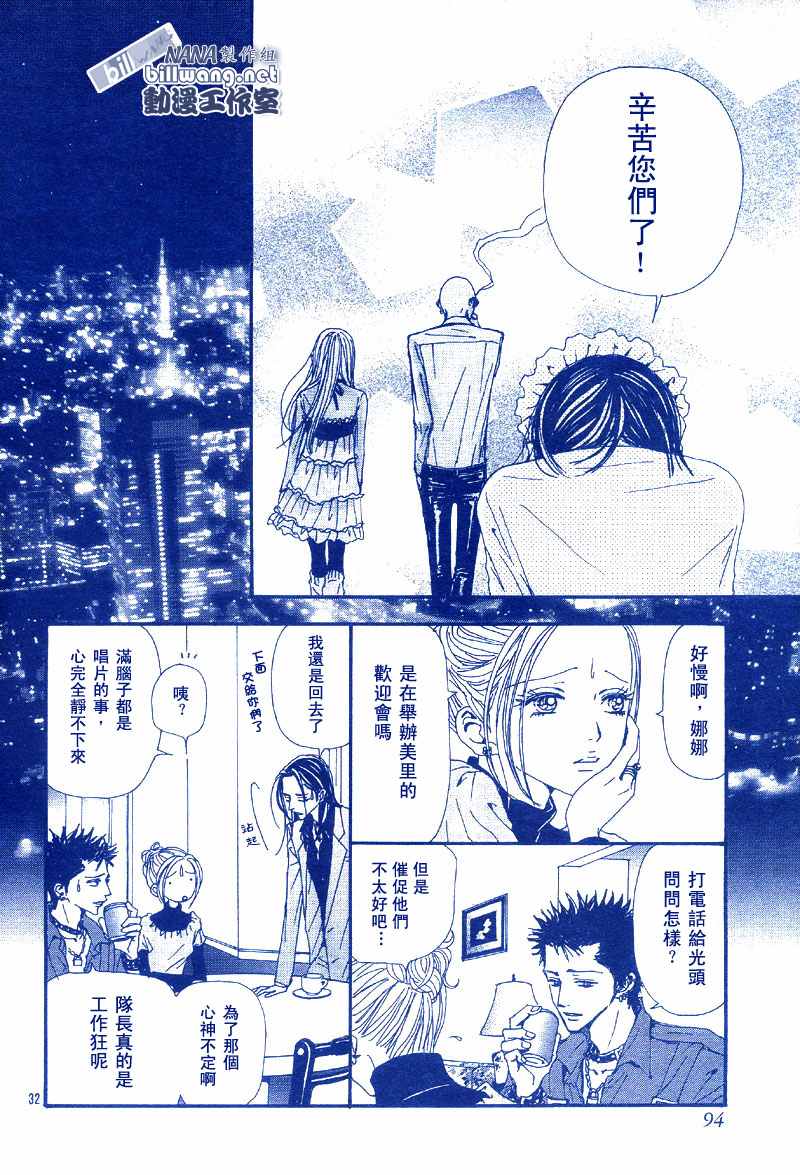 bill
NANA製作组
billwang.net
動漫工作室
辛苦您們了！
好慢啊，娜娜
是在舉辦美里的
歡迎會嗎
打電話給光頭
問問怎樣？
但是
催促他們
不太好吧…
我還是回去了
下面
交給你們了
站起
咦？
滿腦子都是
唱片的事，
心完全靜不下來
為了那個
心神不定啊
隊長真的是
工作狂呢
32
94